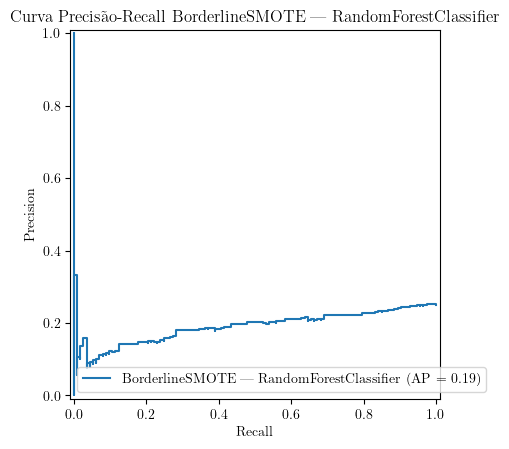 Curva Precisão-Recall BorderlineSMOTE — RandomForestClassifier
1.0
0.8
0.6
0.4
0.2
0.0
Precision
BorderlineSMOTE — RandomForestClassifier (AP = 0.19)
0.0 0.2 0.4 0.6 0.8 1.0
Recall